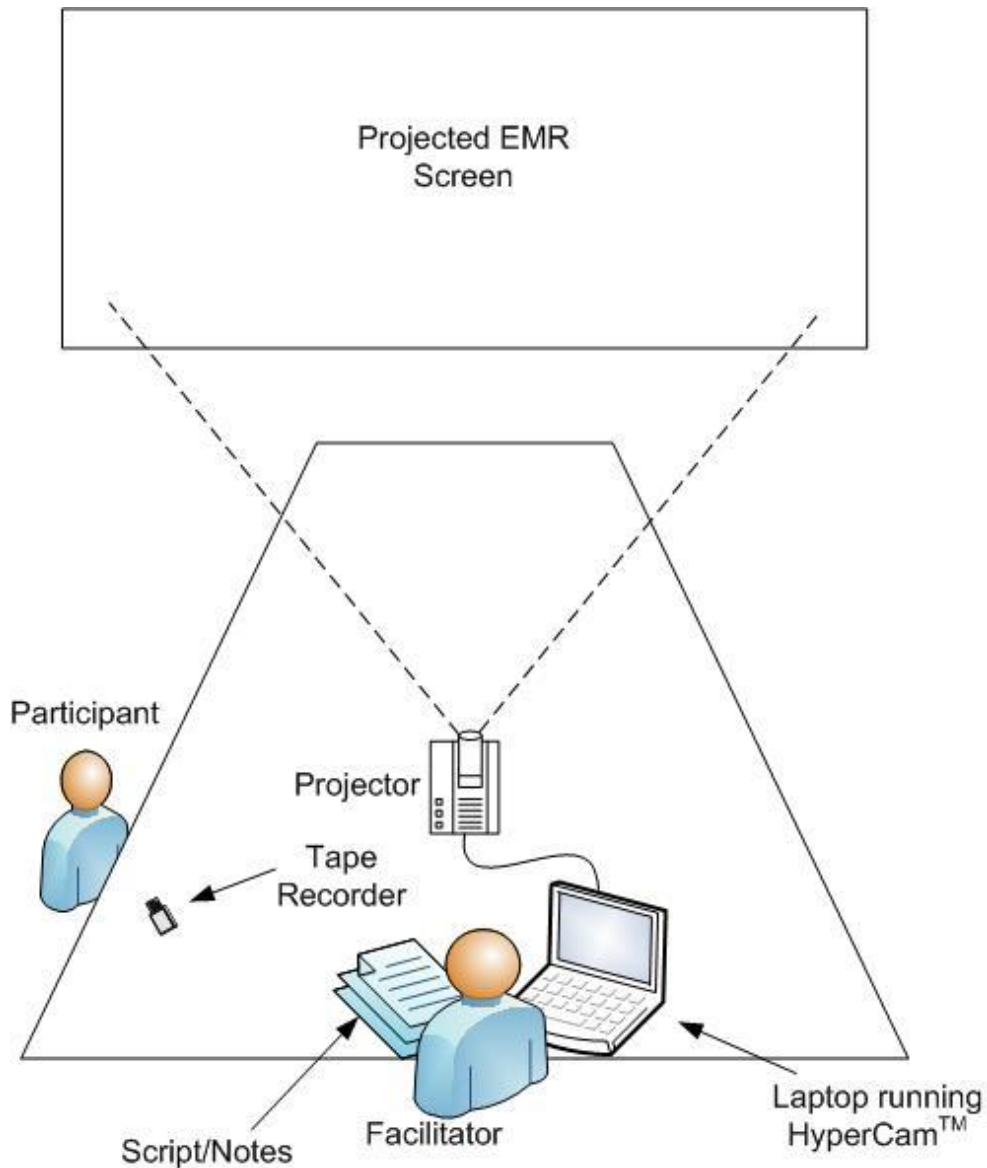 Projected EMR
Screen
Participant
Projector
Tape
Recorder
Script/Notes
Facilitator
Laptop running
HyperCam™